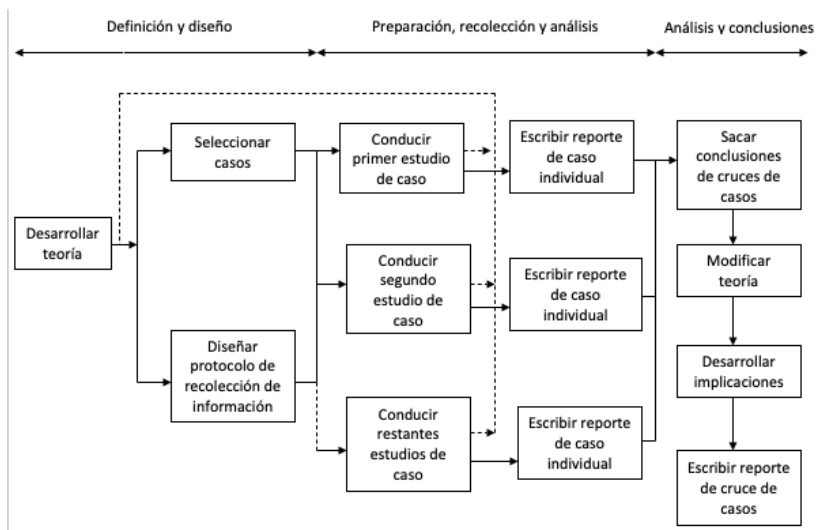 Definición y diseño
Preparación, recolección y análisis
Análisis y conclusiones
Desarrollar
teoría
Seleccionar
casos
Diseñar
protocolo de
recolección de
información
Conducir
primer estudio
de caso
Conducir
segundo
estudio de
caso
Conducir
restantes
estudios de
caso
Escribir reporte
de caso
individual
Escribir reporte
de caso
individual
Escribir reporte
de caso
individual
Sacar
conclusiones
de cruces de
casos
Modificar
teoría
Desarrollar
implicaciones
Escribir reporte
de cruce de
casos